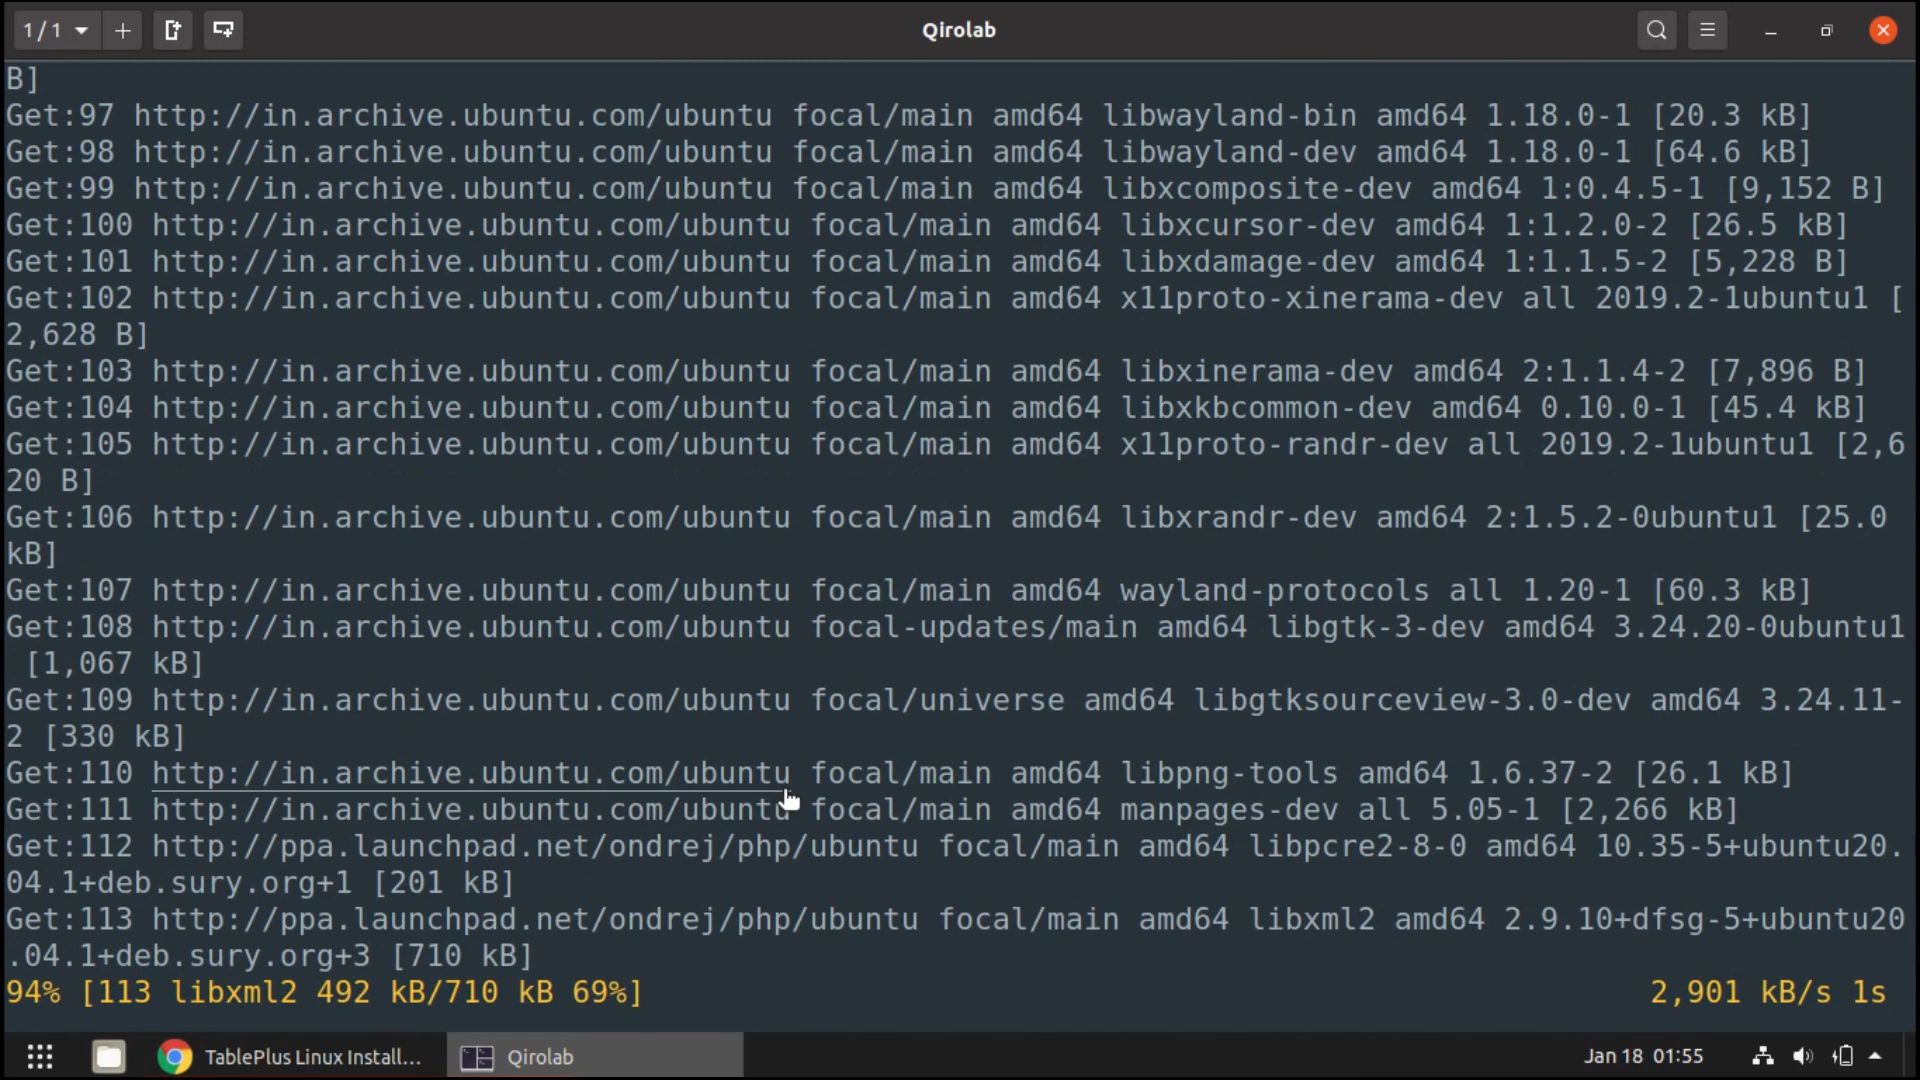 1 / 1
Qirolab
B]
Get:97 http://in.archive.ubuntu.com/ubuntu focal/main amd64 libwayland-bin amd64 1.18.0-1 [20.3 kB]
Get:98 http://in.archive.ubuntu.com/ubuntu focal/main amd64 libwayland-dev amd64 1.18.0-1 [64.6 kB]
Get:99 http://in.archive.ubuntu.com/ubuntu focal/main amd64 libxcomposite-dev amd64 1:0.4.5-1 [9,152 B]
Get:100 http://in.archive.ubuntu.com/ubuntu focal/main amd64 libxcursor-dev amd64 1:1.2.0-2 [26.5 kB]
Get:101 http://in.archive.ubuntu.com/ubuntu focal/main amd64 libxdamage-dev amd64 1:1.1.5-2 [5,228 B]
Get:102 http://in.archive.ubuntu.com/ubuntu focal/main amd64 x11proto-xinerama-dev all 2019.2-1ubuntu1 [
2,628 B]
Get:103 http://in.archive.ubuntu.com/ubuntu focal/main amd64 libxinerama-dev amd64 2:1.1.4-2 [7,896 B]
Get:104 http://in.archive.ubuntu.com/ubuntu focal/main amd64 libxkbcommon-dev amd64 0.10.0-1 [45.4 kB]
Get:105 http://in.archive.ubuntu.com/ubuntu focal/main amd64 x11proto-randr-dev all 2019.2-1ubuntu1 [2,6
20 B]
Get:106 http://in.archive.ubuntu.com/ubuntu focal/main amd64 libxrandr-dev amd64 2:1.5.2-0ubuntu1 [25.0
kB]
Get:107 http://in.archive.ubuntu.com/ubuntu focal/main amd64 wayland-protocols all 1.20-1 [60.3 kB]
Get:108 http://in.archive.ubuntu.com/ubuntu focal-updates/main amd64 libgtk-3-dev amd64 3.24.20-0ubuntu1
[1,067 kB]
Get:109 http://in.archive.ubuntu.com/ubuntu focal/universe amd64 libgtksourceview-3.0-dev amd64 3.24.11-
2 [330 kB]
Get:110 http://in.archive.ubuntu.com/ubuntu focal/main amd64 libpng-tools amd64 1.6.37-2 [26.1 kB]
Get:111 http://in.archive.ubuntu.com/ubuntu focal/main amd64 manpages-dev all 5.05-1 [2,266 kB]
Get:112 http://ppa.launchpad.net/ondrej/php/ubuntu focal/main amd64 libpcre2-8-0 amd64 10.35-5+ubuntu20.
04.1+deb.sury.org+1 [201 kB]
Get:113 http://ppa.launchpad.net/ondrej/php/ubuntu focal/main amd64 libxml2 amd64 2.9.10+dfsg-5+ubuntu20
.04.1+deb.sury.org+3 [710 kB]
94% [113 libxml2 492 kB/710 kB 69%] 2,901 kB/s 1s
TablePlus Linux Install... Qirolab Jan 18 01:55